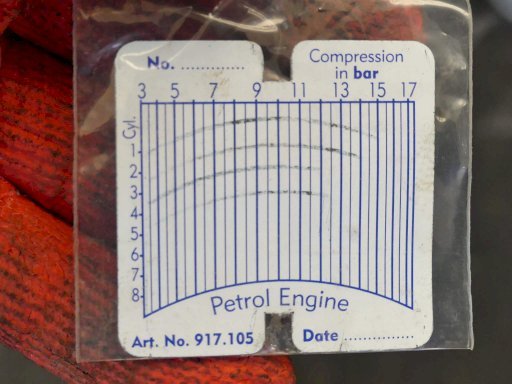 No. ..............
Compression
in bar
3 5 7 9 11 13 15 17
Cyl.
1
2
3
4
5
6
7
8
Petrol Engine
Art. No. 917.105
Date ...............